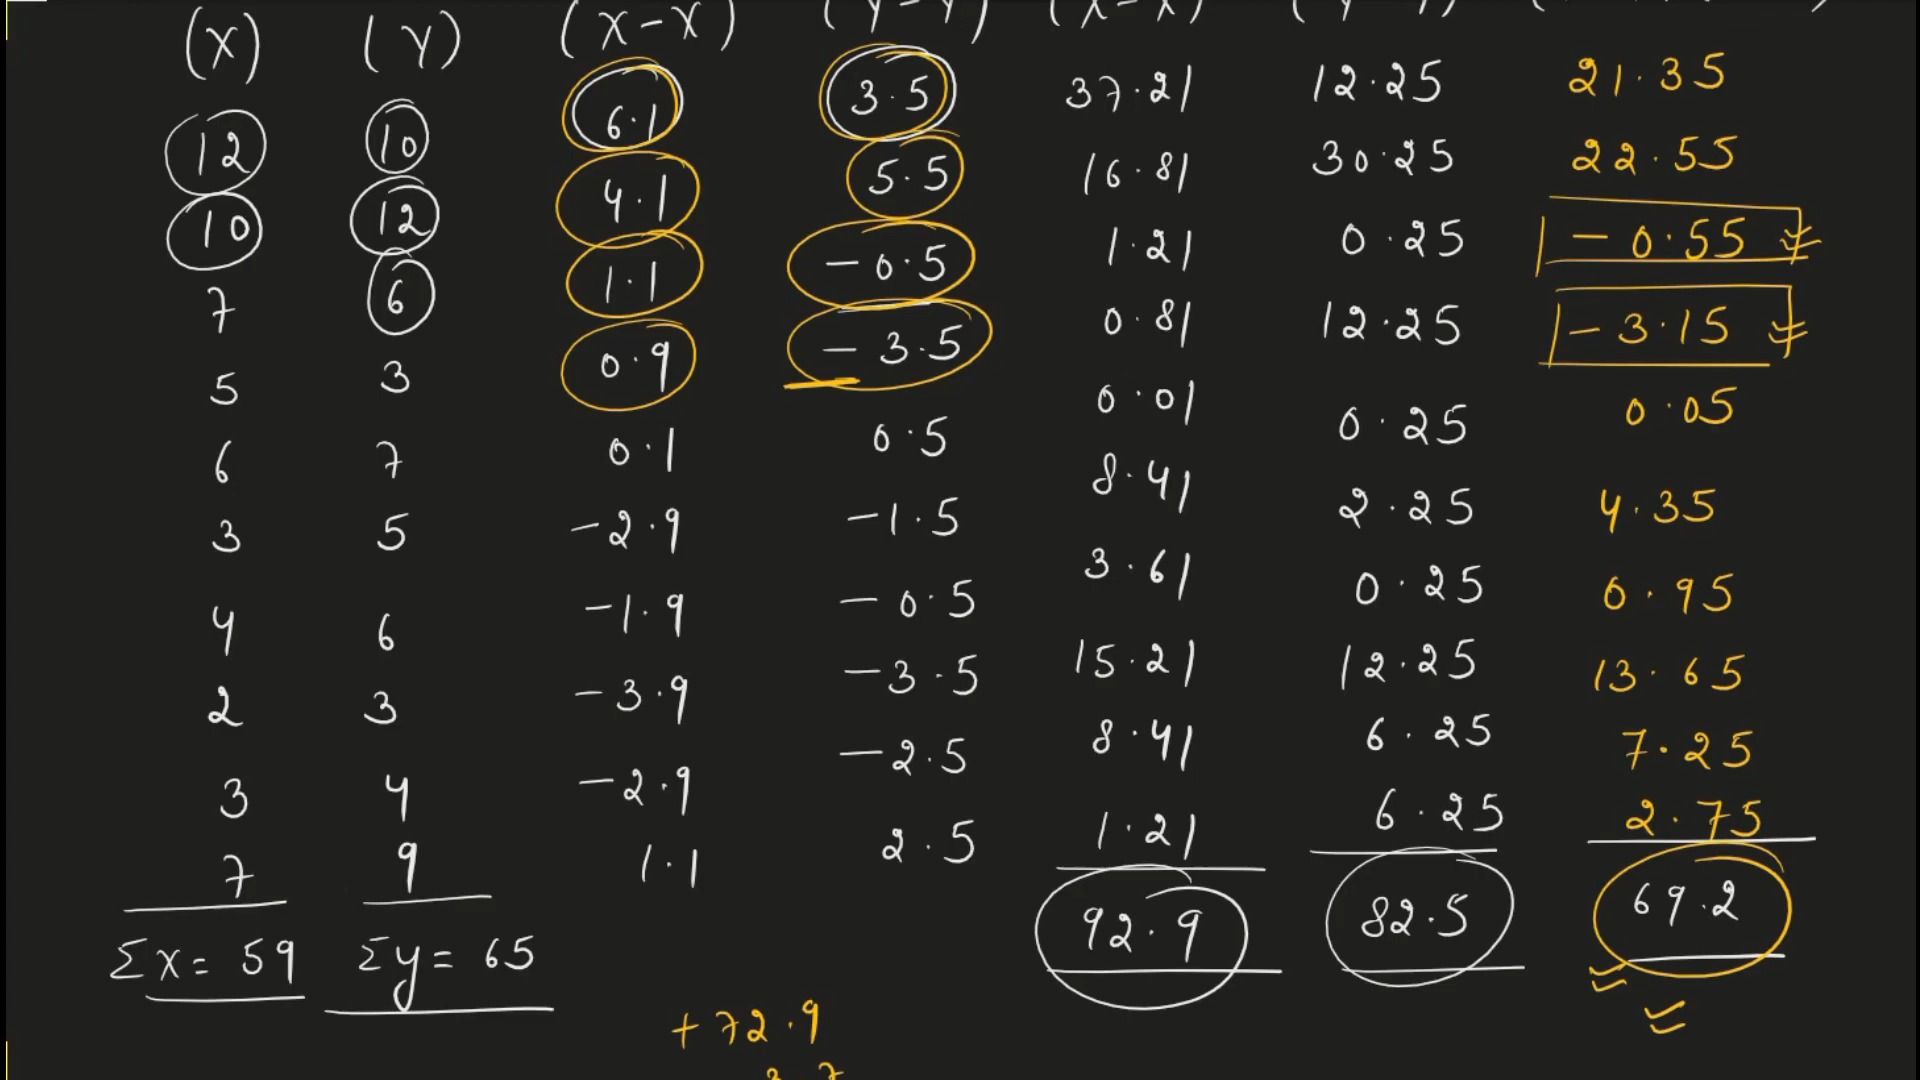 (X) (Y) (X-X) (Y-Y) (X-X) (Y-Y)
12 10 6.1 3.5 37.21 12.25 21.35
10 12 4.1 5.5 16.81 30.25 22.55
7 6 1.1 -0.5 1.21 0.25 -0.55
5 3 0.9 -3.5 0.81 12.25 -3.15
6 7 0.1 0.5 0.01 0.25 0.05
3 5 -2.9 -1.5 8.41 2.25 4.35
4 6 -1.9 -0.5 3.61 0.25 0.95
2 3 -3.9 -3.5 15.21 12.25 13.65
3 4 -2.9 -2.5 8.41 6.25 7.25
7 9 1.1 2.5 1.21 6.25 2.75
Σx= 59 Σy= 65 92.9 82.5 69.2
+72.9